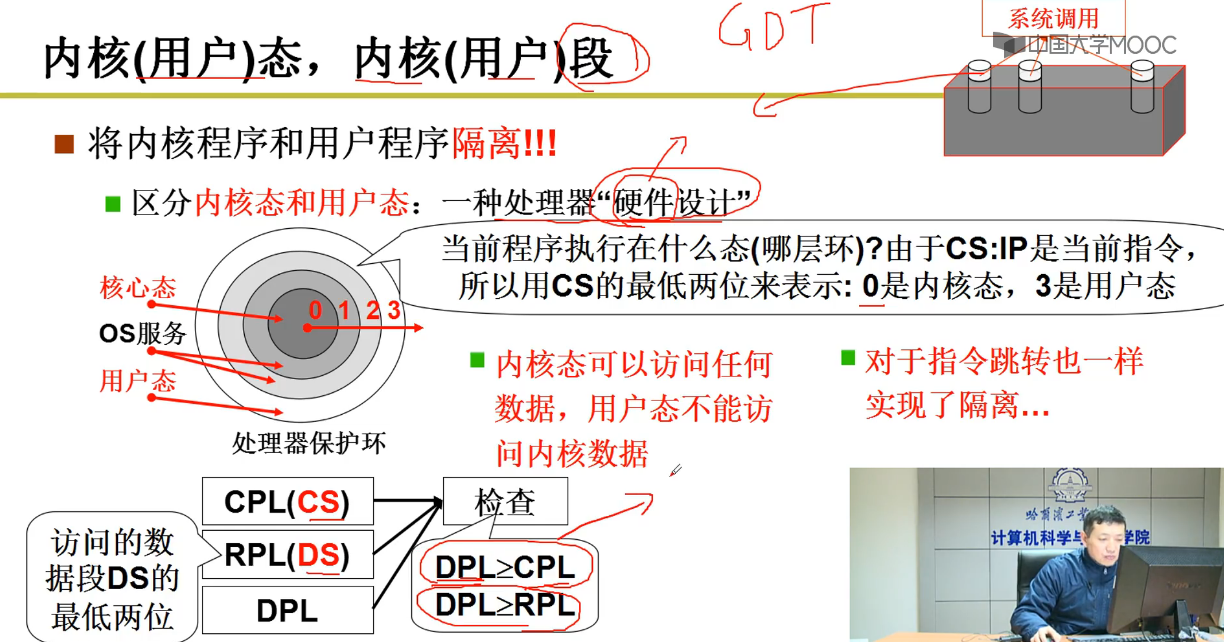 GDT
系统调用
中国大学MOOC
内核(用户)态，内核(用户)段
将内核程序和用户程序隔离!!!
区分内核态和用户态：一种处理器“硬件设计”
当前程序执行在什么态(哪层环)?由于CS:IP是当前指令，
所以用CS的最低两位来表示: 0是内核态，3是用户态
核心态
OS服务
用户态
0 1 2 3
处理器保护环
内核态可以访问任何
数据，用户态不能访
问内核数据
对于指令跳转也一样
实现了隔离...
访问的数
据段DS的
最低两位
CPL(CS)
RPL(DS)
DPL
检查
DPL≥CPL
DPL≥RPL
哈尔滨工业
计算机科学与
学院